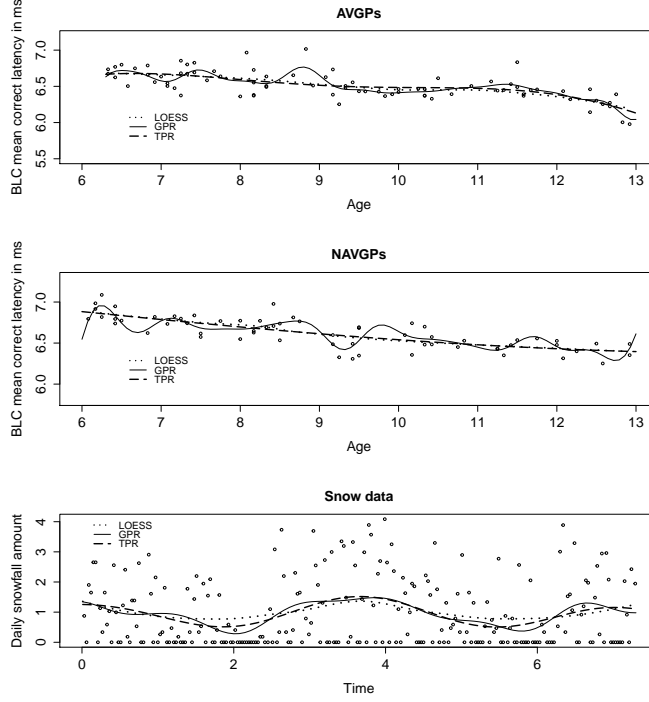 AVGPs
BLC mean correct latency in ms
7.0
6.5
6.0
5.5
LOESS
GPR
TPR
6 7 8 9 10 11 12 13
Age
NAVGPs
BLC mean correct latency in ms
7.0
6.5
6.0
LOESS
GPR
TPR
6 7 8 9 10 11 12 13
Age
Snow data
Daily snowfall amount
4
3
2
1
0
LOESS
GPR
TPR
0 2 4 6
Time